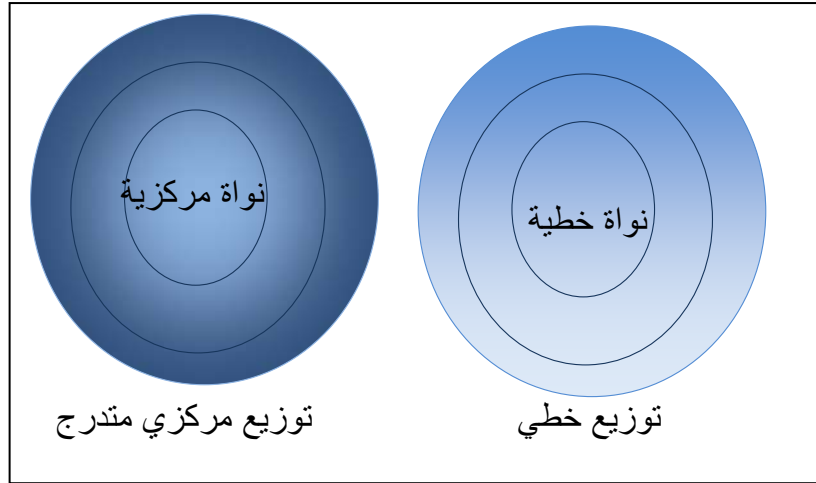 نواة مركزية
نواة خطية
توزيع مركزي متدرج
توزيع خطي